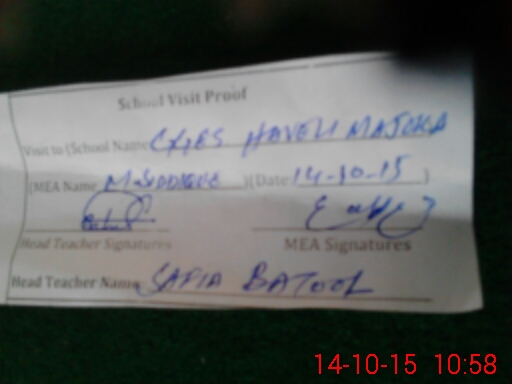 School Visit Proof
Visit to (School Name GGES HAVELI MAJOKA
(MEA Name M.SIDDIQUE )(Date: 14-10-15 )
Head Teacher Signatures MEA Signatures
Head Teacher Name SAFIA BATOOL
14-10-15 10:58